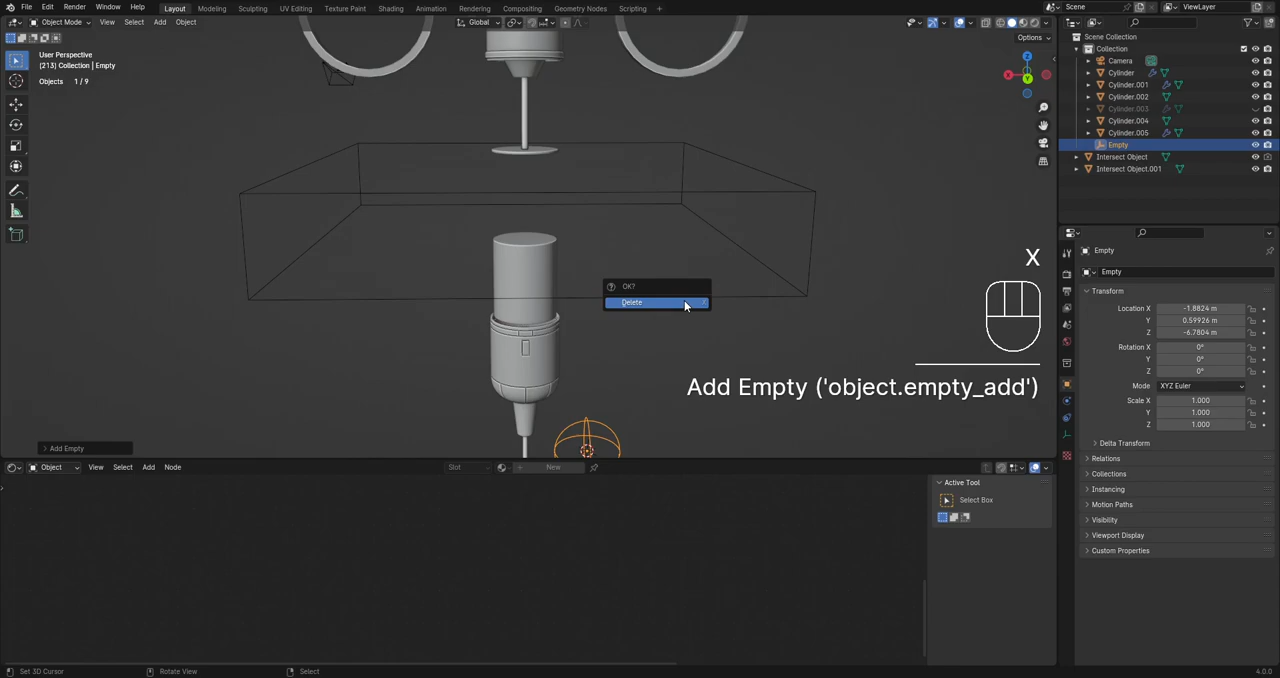 File Edit Render Window Help
Layout Modeling Sculpting UV Editing Texture Paint Shading Animation Rendering Compositing Geometry Nodes Scripting +
Scene
ViewLayer
Object Mode View Select Add Object
Global
Options
User Perspective
[213] Collection | Empty
Objects 1 / 9
Z
X
Y
Scene Collection
Collection
Camera
Cylinder
Cylinder.001
Cylinder.002
Cylinder.003
Cylinder.004
Cylinder.005
Empty
Intersect Object
Intersect Object.001
OK?
Delete
X
Add Empty ('object.empty_add')
Add Empty
Empty
Empty
Transform
Location X -1.8824 m
Y 0.59926 m
Z -6.7804 m
Rotation X 0°
Y 0°
Z 0°
Mode XYZ Euler
Scale X 1.000
Y 1.000
Z 1.000
Delta Transform
Relations
Collections
Instancing
Motion Paths
Visibility
Viewport Display
Custom Properties
Object View Select Add Node
Slot
New
Active Tool
Select Box
Set 3D Cursor
Rotate View
Select
4.0.0